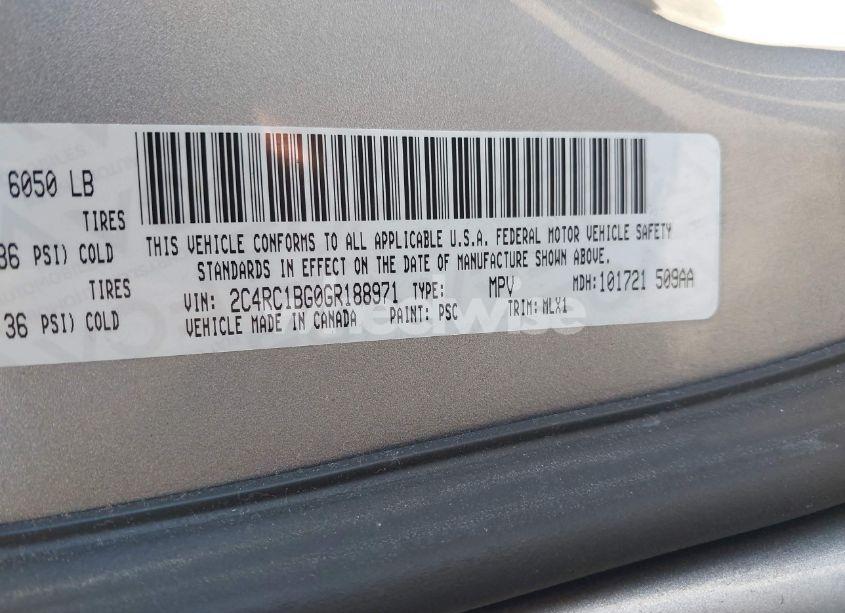 6050 LB
TIRES
36 PSI) COLD
TIRES
36 PSI) COLD
THIS VEHICLE CONFORMS TO ALL APPLICABLE U.S.A. FEDERAL MOTOR VEHICLE SAFETY
STANDARDS IN EFFECT ON THE DATE OF MANUFACTURE SHOWN ABOVE.
VIN: 2C4RC1BG0GR188971 TYPE: MPV MDH:101721 509AA
VEHICLE MADE IN CANADA PAINT: PSC TRIM: MLX1
wheelwise